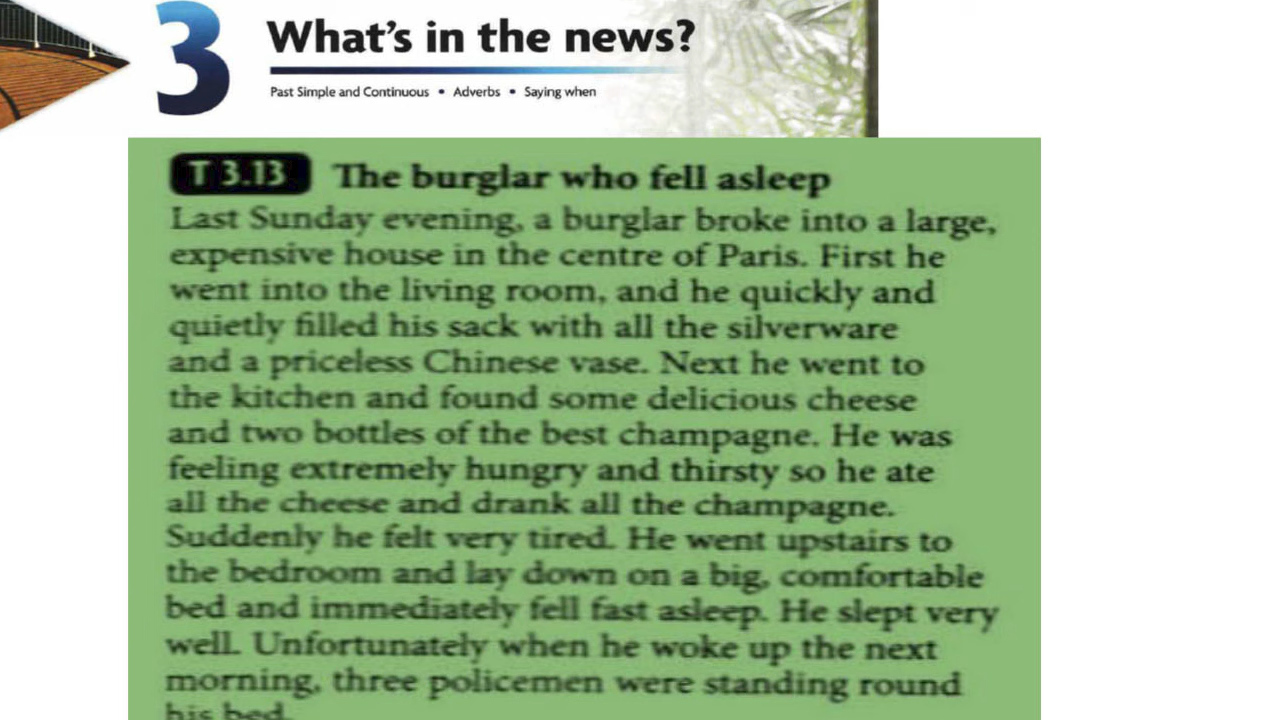 3
What's in the news?
Past Simple and Continuous • Adverbs • Saying when
T 3.13 The burglar who fell asleep
Last Sunday evening, a burglar broke into a large,
expensive house in the centre of Paris. First he
went into the living room, and he quickly and
quietly filled his sack with all the silverware
and a priceless Chinese vase. Next he went to
the kitchen and found some delicious cheese
and two bottles of the best champagne. He was
feeling extremely hungry and thirsty so he ate
all the cheese and drank all the champagne.
Suddenly he felt very tired. He went upstairs to
the bedroom and lay down on a big, comfortable
bed and immediately fell fast asleep. He slept very
well. Unfortunately when he woke up the next
morning, three policemen were standing round
his bed.